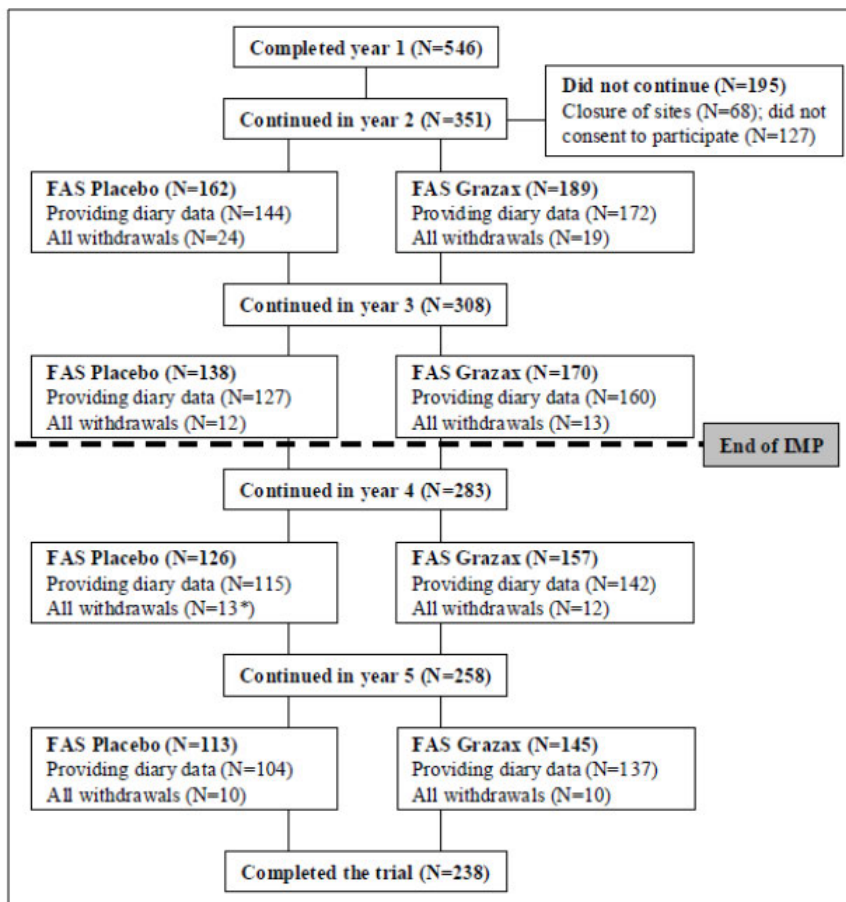 Completed year 1 (N=546)
Did not continue (N=195)
Closure of sites (N=68); did not
consent to participate (N=127)
Continued in year 2 (N=351)
FAS Placebo (N=162)
Providing diary data (N=144)
All withdrawals (N=24)
FAS Grazax (N=189)
Providing diary data (N=172)
All withdrawals (N=19)
Continued in year 3 (N=308)
FAS Placebo (N=138)
Providing diary data (N=127)
All withdrawals (N=12)
FAS Grazax (N=170)
Providing diary data (N=160)
All withdrawals (N=13)
End of IMP
Continued in year 4 (N=283)
FAS Placebo (N=126)
Providing diary data (N=115)
All withdrawals (N=13*)
FAS Grazax (N=157)
Providing diary data (N=142)
All withdrawals (N=12)
Continued in year 5 (N=258)
FAS Placebo (N=113)
Providing diary data (N=104)
All withdrawals (N=10)
FAS Grazax (N=145)
Providing diary data (N=137)
All withdrawals (N=10)
Completed the trial (N=238)